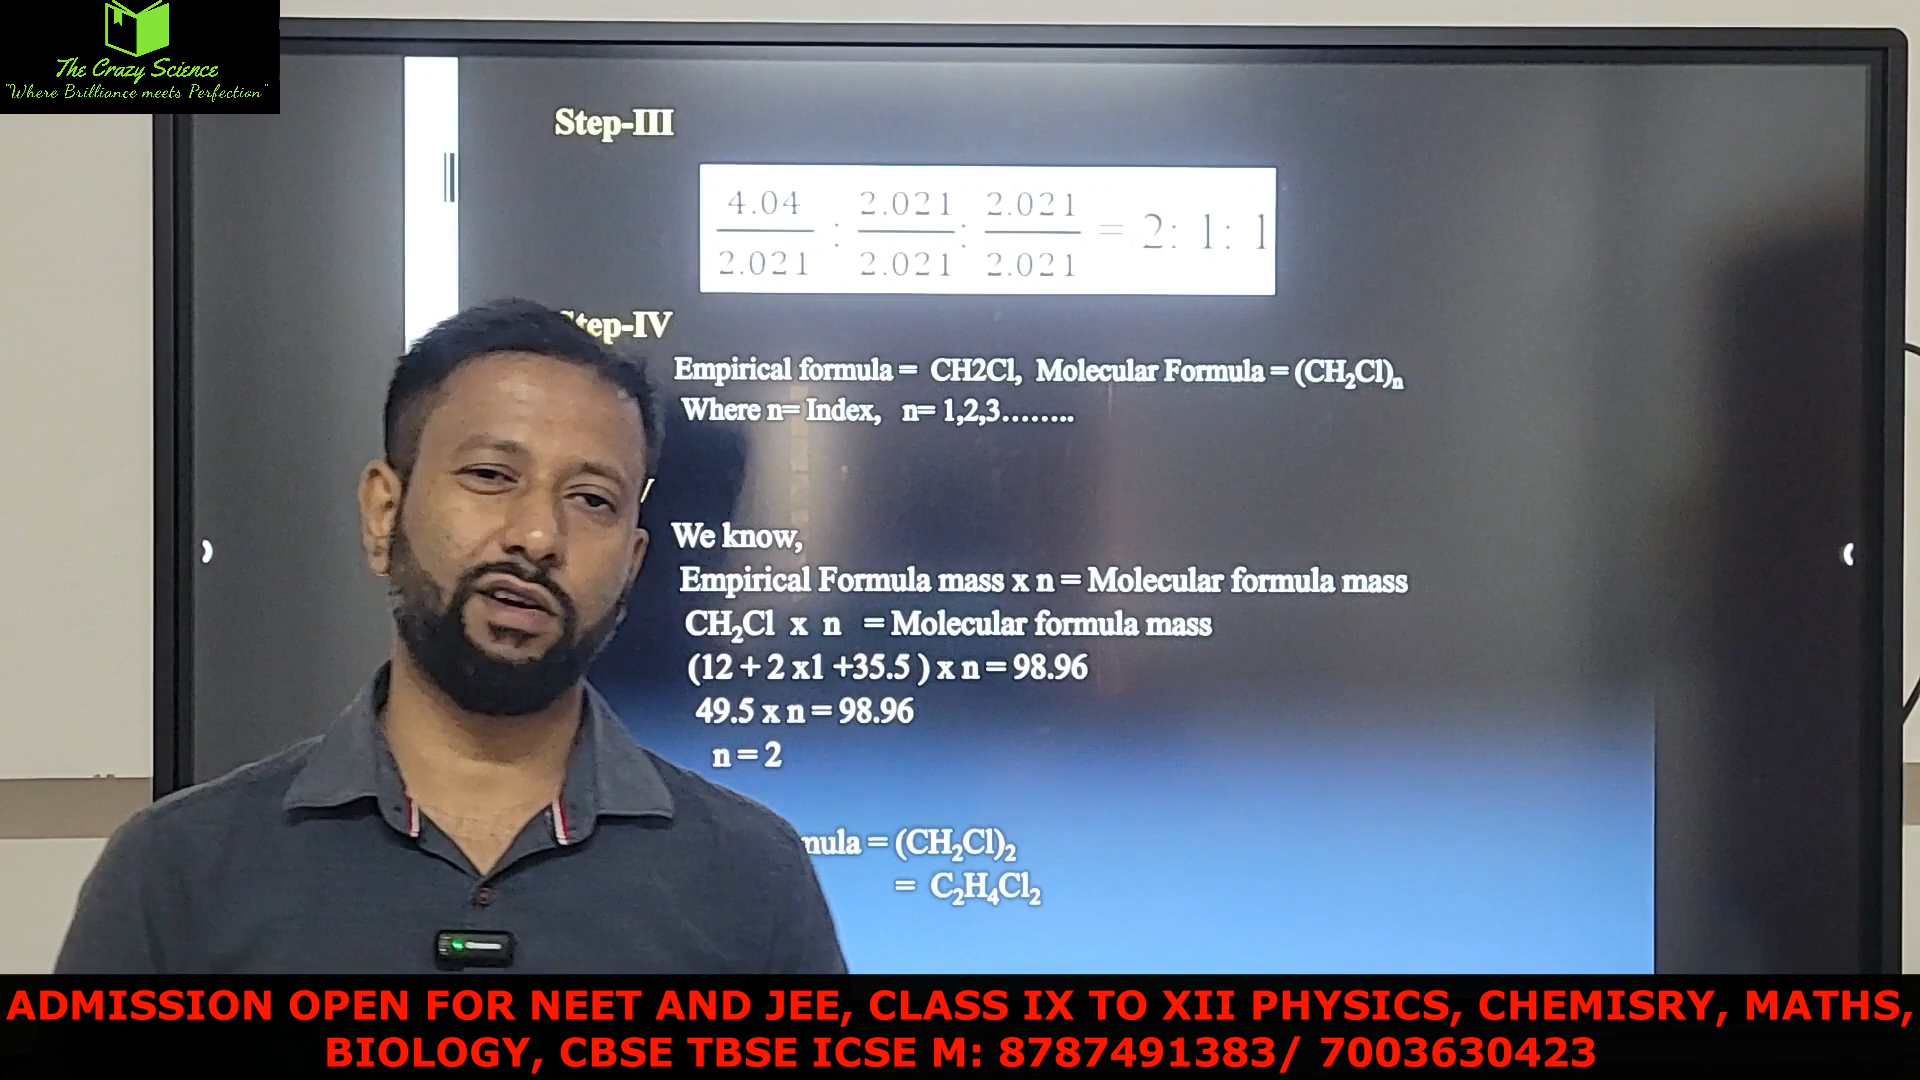 The Crazy Science
"Where Brilliance meets Perfection"
Step-III
4.04/2.021 : 2.021/2.021 : 2.021/2.021 = 2: 1: 1
Step-IV
Empirical formula = CH2Cl, Molecular Formula = (CH₂Cl)ₙ
Where n= Index, n= 1,2,3........
We know,
Empirical Formula mass x n = Molecular formula mass
CH₂Cl x n = Molecular formula mass
(12 + 2 x1 +35.5 ) x n = 98.96
49.5 x n = 98.96
n = 2
= (CH₂Cl)₂
= C₂H₄Cl₂
ADMISSION OPEN FOR NEET AND JEE, CLASS IX TO XII PHYSICS, CHEMISRY, MATHS,
BIOLOGY, CBSE TBSE ICSE M: 8787491383/ 7003630423